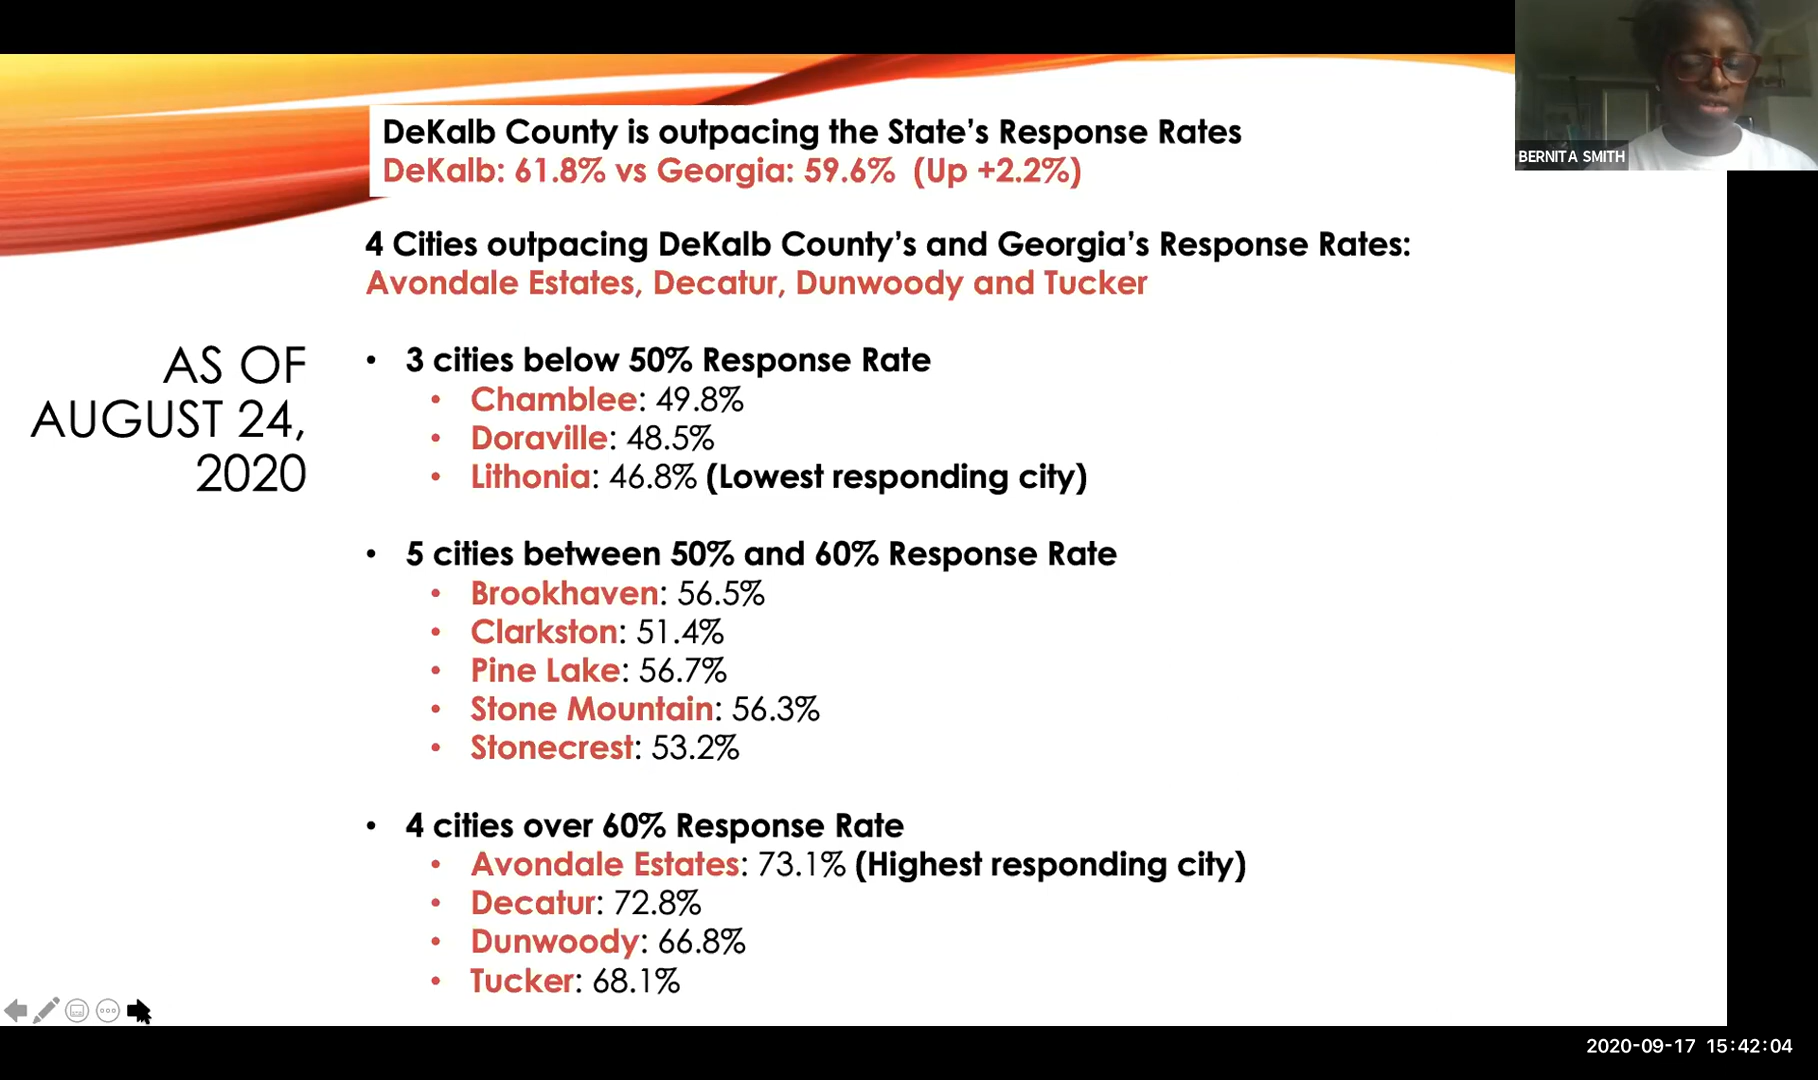 DeKalb County is outpacing the State's Response Rates
DeKalb: 61.8% vs Georgia: 59.6% (Up +2.2%)
BERNITA SMITH
4 Cities outpacing DeKalb County's and Georgia's Response Rates:
Avondale Estates, Decatur, Dunwoody and Tucker
AS OF
AUGUST 24,
2020
• 3 cities below 50% Response Rate
• Chamblee: 49.8%
• Doraville: 48.5%
• Lithonia: 46.8% (Lowest responding city)
• 5 cities between 50% and 60% Response Rate
• Brookhaven: 56.5%
• Clarkston: 51.4%
• Pine Lake: 56.7%
• Stone Mountain: 56.3%
• Stonecrest: 53.2%
• 4 cities over 60% Response Rate
• Avondale Estates: 73.1% (Highest responding city)
• Decatur: 72.8%
• Dunwoody: 66.8%
• Tucker: 68.1%
2020-09-17 15:42:04